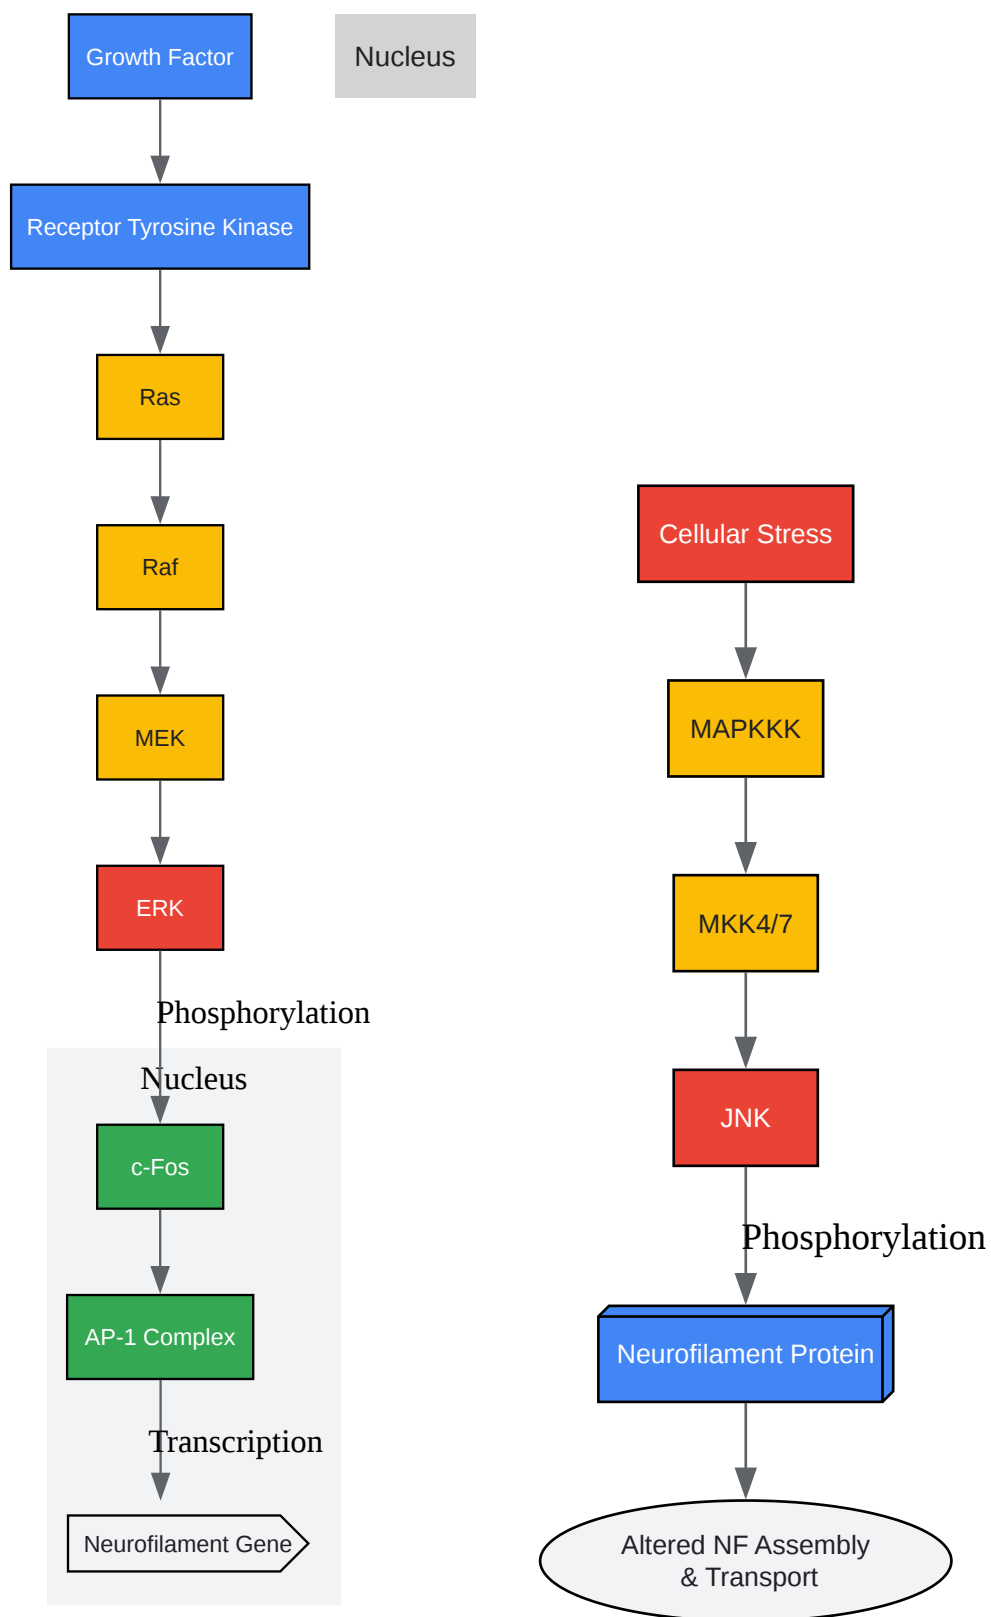 Growth Factor
Nucleus
Receptor Tyrosine Kinase
Ras
Raf
MEK
ERK
Phosphorylation
Nucleus
c-Fos
AP-1 Complex
Transcription
Neurofilament Gene
Cellular Stress
MAPKKK
MKK4/7
JNK
Phosphorylation
Neurofilament Protein
Altered NF Assembly
& Transport